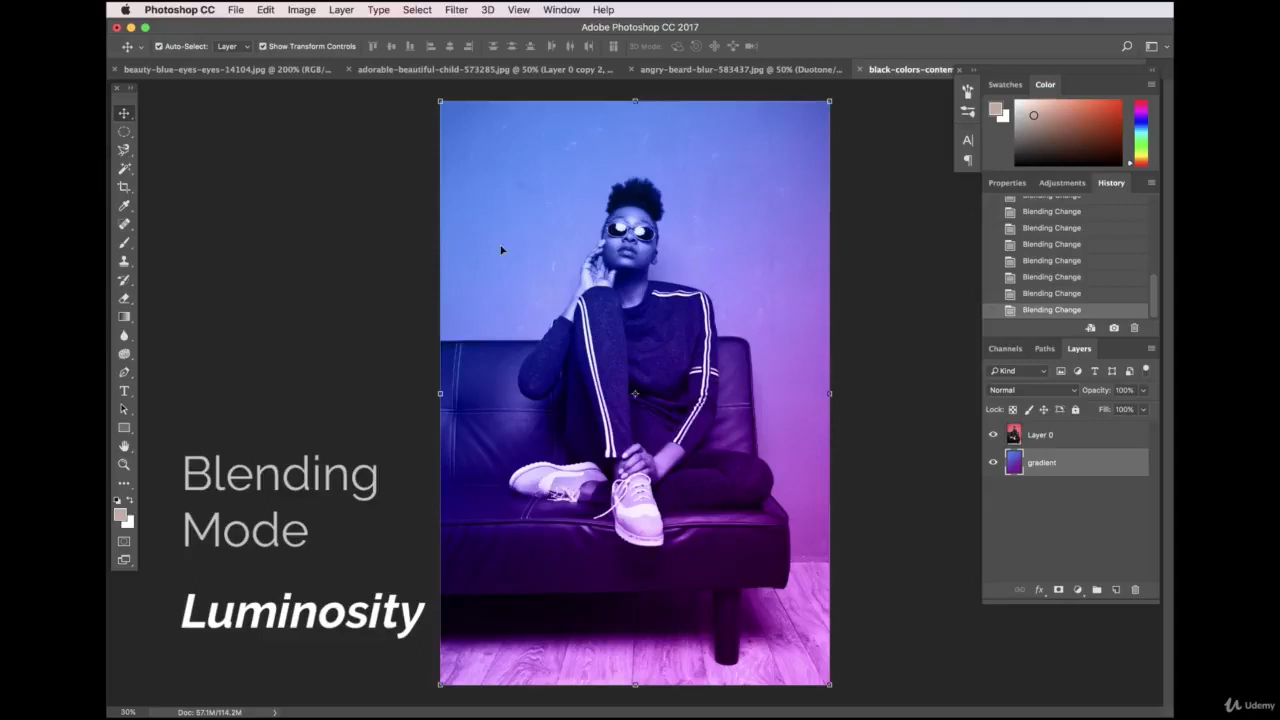 Photoshop CC File Edit Image Layer Type Select Filter 3D View Window Help
Adobe Photoshop CC 2017
Auto-Select: Layer Show Transform Controls 3D Mode:
beauty-blue-eyes-eyes-14104.jpg @ 200% (RGB/... adorable-beautiful-child-573285.jpg @ 50% (Layer 0 copy 2, ... angry-beard-blur-583437.jpg @ 50% (Duotone/... black-colors-conten
Swatches Color
Properties Adjustments History
Blending Change
Blending Change
Blending Change
Blending Change
Blending Change
Blending Change
Blending Change
Channels Paths Layers
Kind
Normal Opacity: 100%
Lock: Fill: 100%
Layer 0
gradient
Blending
Mode
Luminosity
30% Doc: 57.1M/114.2M
Udemy